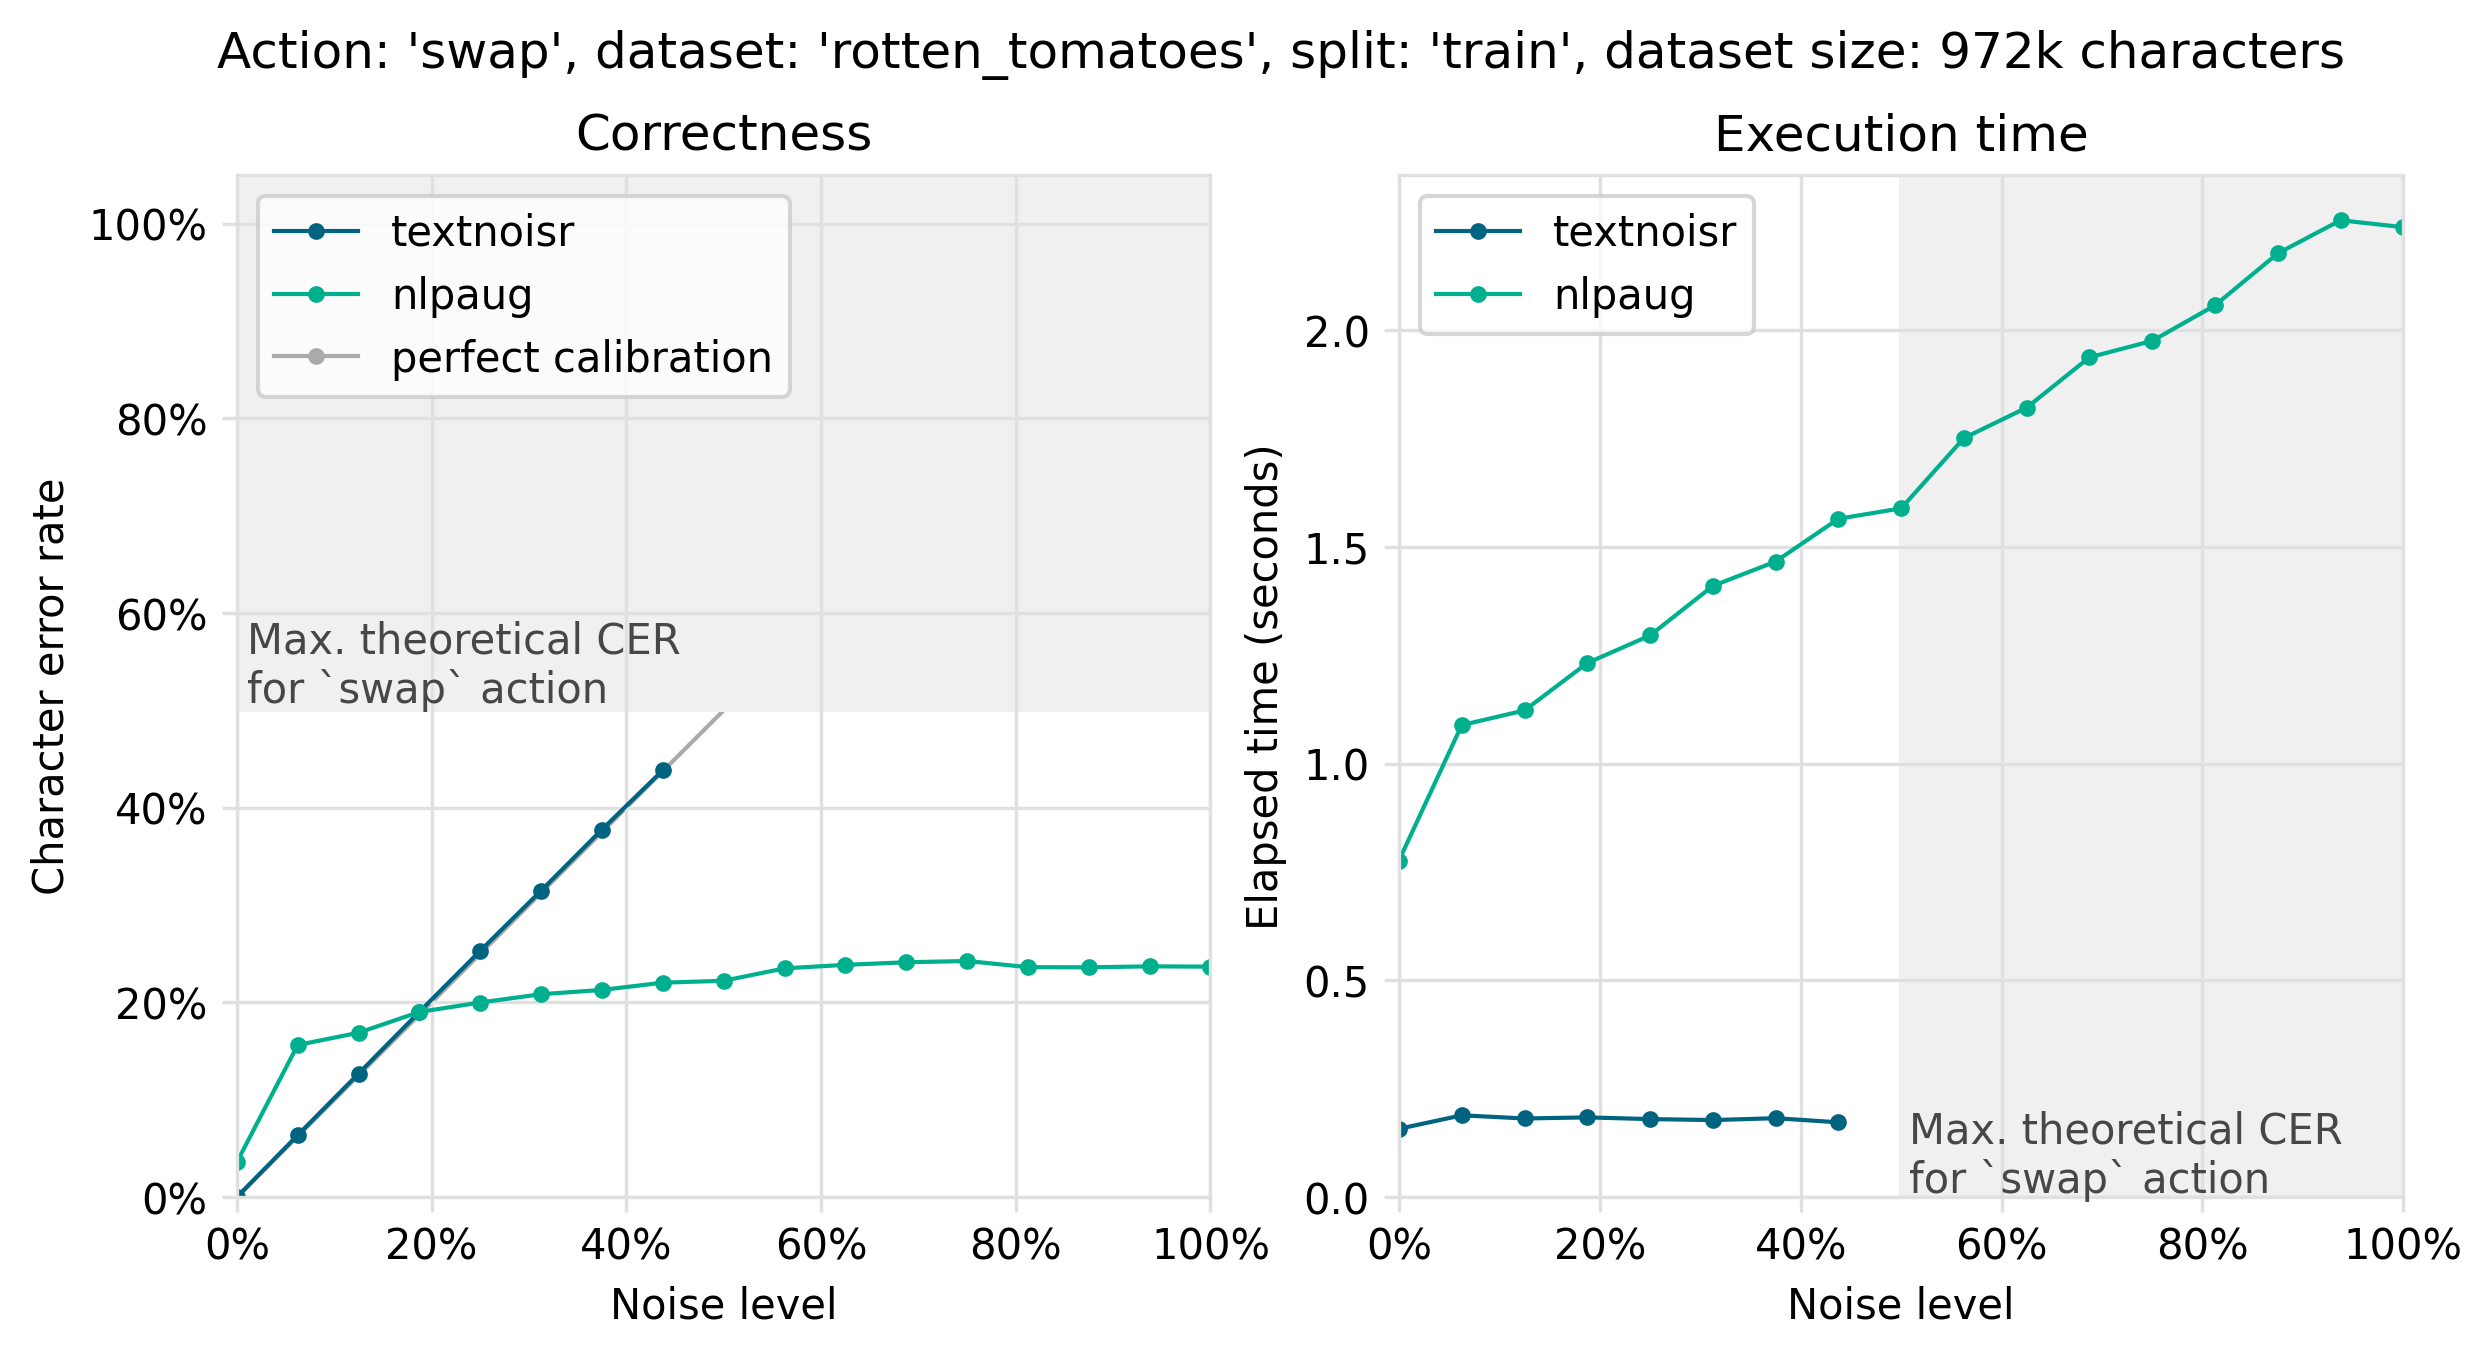 Action: 'swap', dataset: 'rotten_tomatoes', split: 'train', dataset size: 972k characters
Correctness
textnoisr
nlpaug
perfect calibration
Max. theoretical CER
for `swap` action
Character error rate
100%
80%
60%
40%
20%
0%
0%
20%
40%
60%
80%
100%
Noise level
Execution time
textnoisr
nlpaug
Max. theoretical CER
for `swap` action
Elapsed time (seconds)
2.0
1.5
1.0
0.5
0.0
0%
20%
40%
60%
80%
100%
Noise level